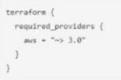 terraform {
  required_providers {
    aws = "~> 3.0"
  }
}